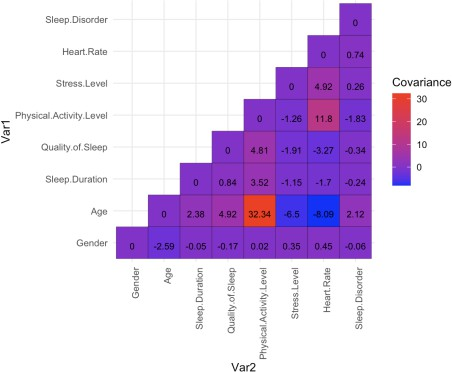 Sleep.Disorder 0
Heart.Rate 0 0.74
Stress.Level 0 4.92 0.26
Physical.Activity.Level 0 -1.26 11.8 -1.83
Quality.of.Sleep 0 4.81 -1.91 -3.27 -0.34
Sleep.Duration 0 0.84 3.52 -1.15 -1.7 -0.24
Age 0 2.38 4.92 32.34 -6.5 -8.09 2.12
Gender 0 -2.59 -0.05 -0.17 0.02 0.35 0.45 -0.06
Var1
Gender
Age
Sleep.Duration
Quality.of.Sleep
Physical.Activity.Level
Stress.Level
Heart.Rate
Sleep.Disorder
Var2
Covariance
30
20
10
0